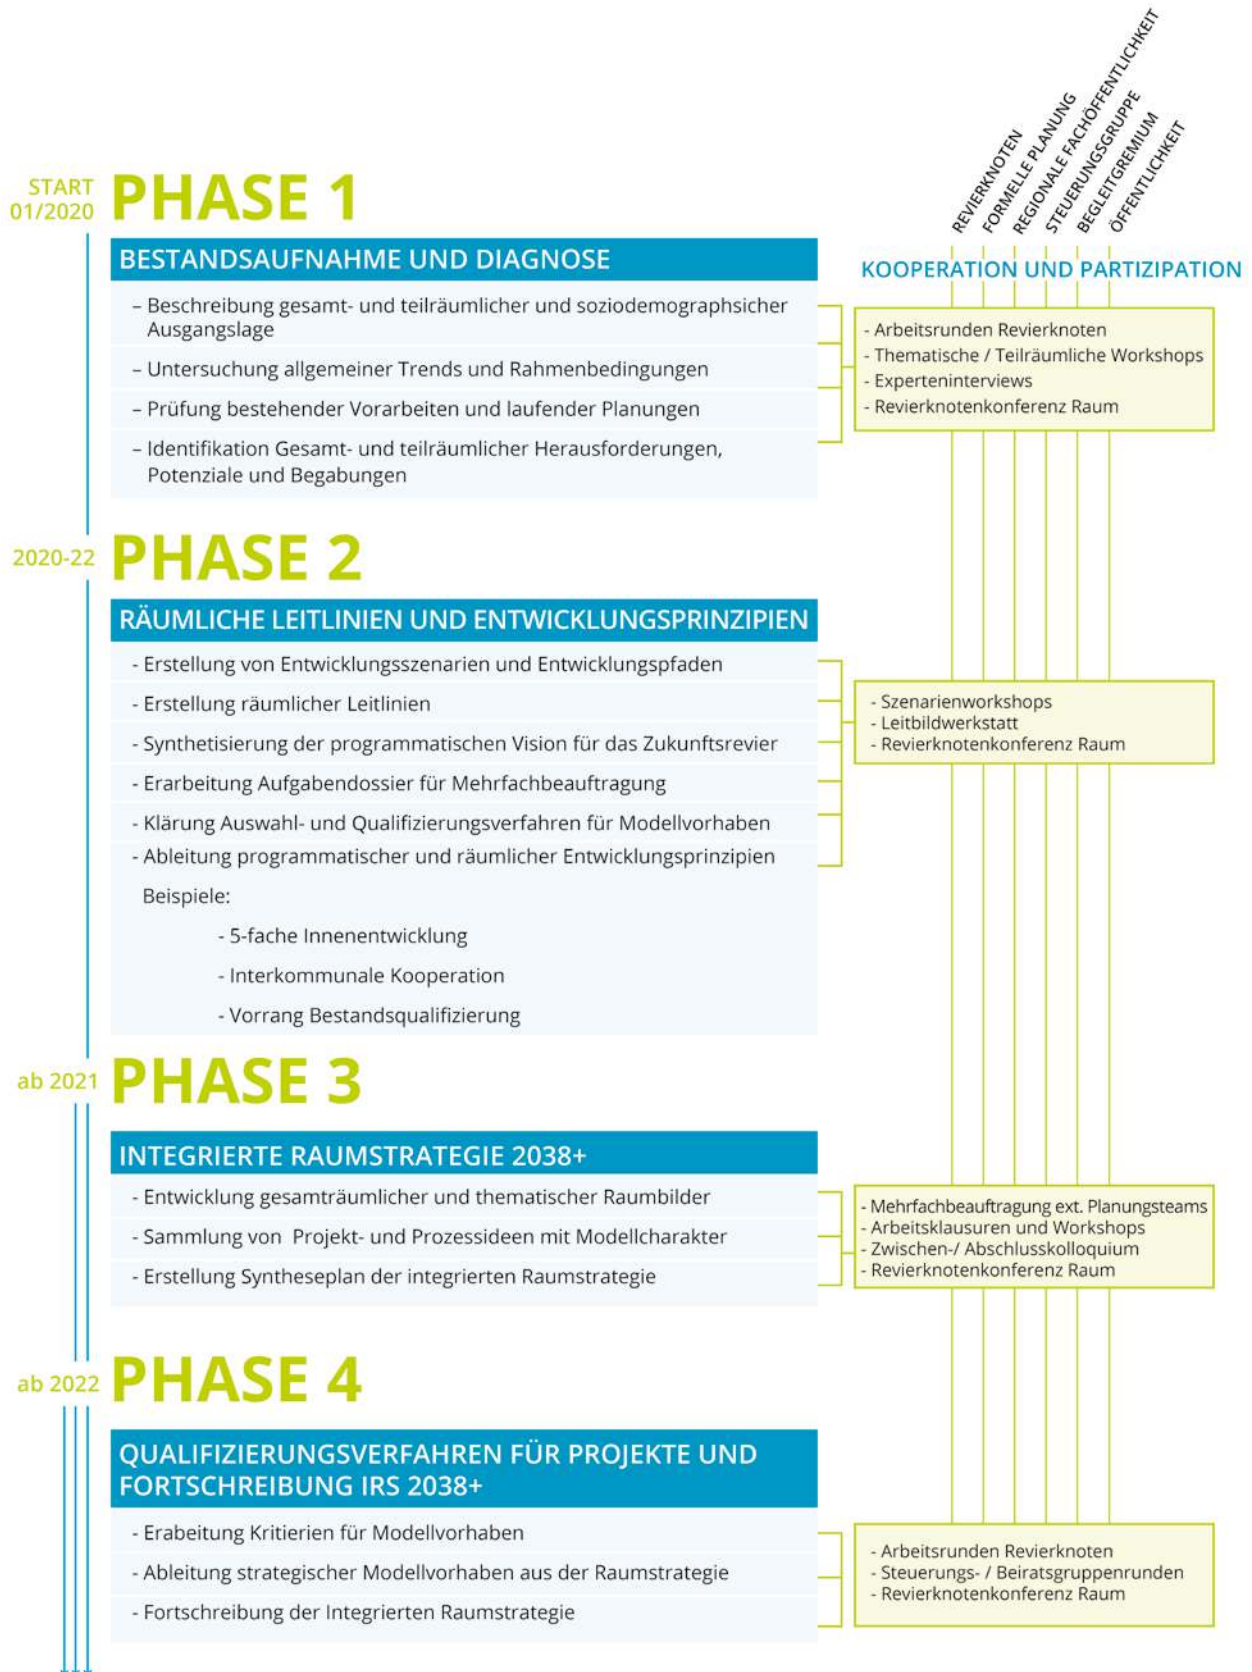 REVIERKNOTEN
FORMELLE PLANUNG
REGIONALE FACHÖFFENTLICHKEIT
STEUERUNGSGRUPPE
BEGLEITGREMIUM
ÖFFENTLICHKEIT
KOOPERATION UND PARTIZIPATION
START
01/2020
PHASE 1
BESTANDSAUFNAHME UND DIAGNOSE
– Beschreibung gesamt- und teilräumlicher und soziodemographsicher
Ausgangslage
– Untersuchung allgemeiner Trends und Rahmenbedingungen
– Prüfung bestehender Vorarbeiten und laufender Planungen
– Identifikation Gesamt- und teilräumlicher Herausforderungen,
Potenziale und Begabungen
- Arbeitsrunden Revierknoten
- Thematische / Teilräumliche Workshops
- Experteninterviews
- Revierknotenkonferenz Raum
2020-22
PHASE 2
RÄUMLICHE LEITLINIEN UND ENTWICKLUNGSPRINZIPIEN
- Erstellung von Entwicklungsszenarien und Entwicklungspfaden
- Erstellung räumlicher Leitlinien
- Synthetisierung der programmatischen Vision für das Zukunftsrevier
- Erarbeitung Aufgabendossier für Mehrfachbeauftragung
- Klärung Auswahl- und Qualifizierungsverfahren für Modellvorhaben
- Ableitung programmatischer und räumlicher Entwicklungsprinzipien
Beispiele:
- 5-fache Innenentwicklung
- Interkommunale Kooperation
- Vorrang Bestandsqualifizierung
- Szenarienworkshops
- Leitbildwerkstatt
- Revierknotenkonferenz Raum
ab 2021
PHASE 3
INTEGRIERTE RAUMSTRATEGIE 2038+
- Entwicklung gesamträumlicher und thematischer Raumbilder
- Sammlung von Projekt- und Prozessideen mit Modellcharakter
- Erstellung Syntheseplan der integrierten Raumstrategie
- Mehrfachbeauftragung ext. Planungsteams
- Arbeitsklausuren und Workshops
- Zwischen-/ Abschlusskolloquium
- Revierknotenkonferenz Raum
ab 2022
PHASE 4
QUALIFIZIERUNGSVERFAHREN FÜR PROJEKTE UND
FORTSCHREIBUNG IRS 2038+
- Erabeitung Kritierien für Modellvorhaben
- Ableitung strategischer Modellvorhaben aus der Raumstrategie
- Fortschreibung der Integrierten Raumstrategie
- Arbeitsrunden Revierknoten
- Steuerungs- / Beiratsgruppenrunden
- Revierknotenkonferenz Raum